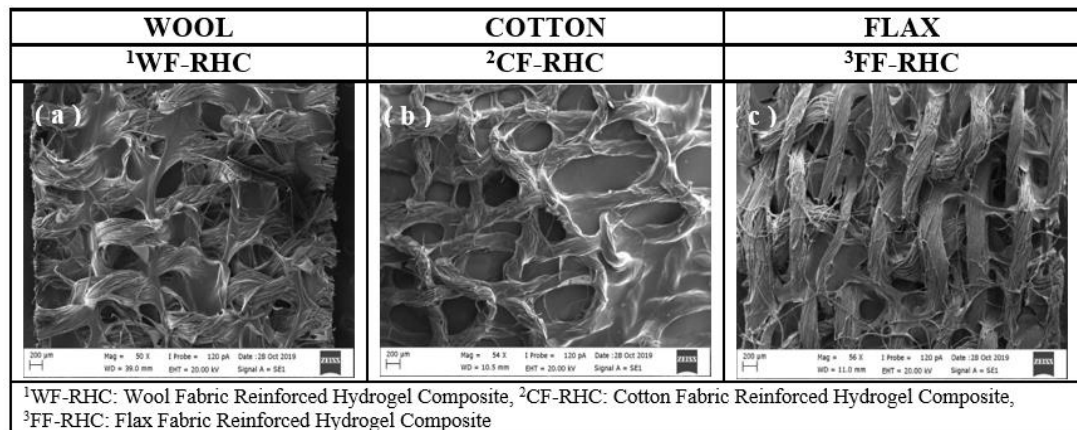 WOOL
COTTON
FLAX
¹WF-RHC
²CF-RHC
³FF-RHC
( a )
( b )
c )
200 µm
Mag = 50 X
I Probe = 120 pA
Date :28 Oct 2019
WD = 39.0 mm
EHT = 20.00 kV
Signal A = SE1
ZEISS
200 µm
Mag = 54 X
I Probe = 120 pA
Date :28 Oct 2019
WD = 10.5 mm
EHT = 20.00 kV
Signal A = SE1
ZEISS
200 µm
Mag = 56 X
I Probe = 120 pA
Date :28 Oct 2019
WD = 11.0 mm
EHT = 20.00 kV
Signal A = SE1
ZEISS
¹WF-RHC: Wool Fabric Reinforced Hydrogel Composite, ²CF-RHC: Cotton Fabric Reinforced Hydrogel Composite,
³FF-RHC: Flax Fabric Reinforced Hydrogel Composite